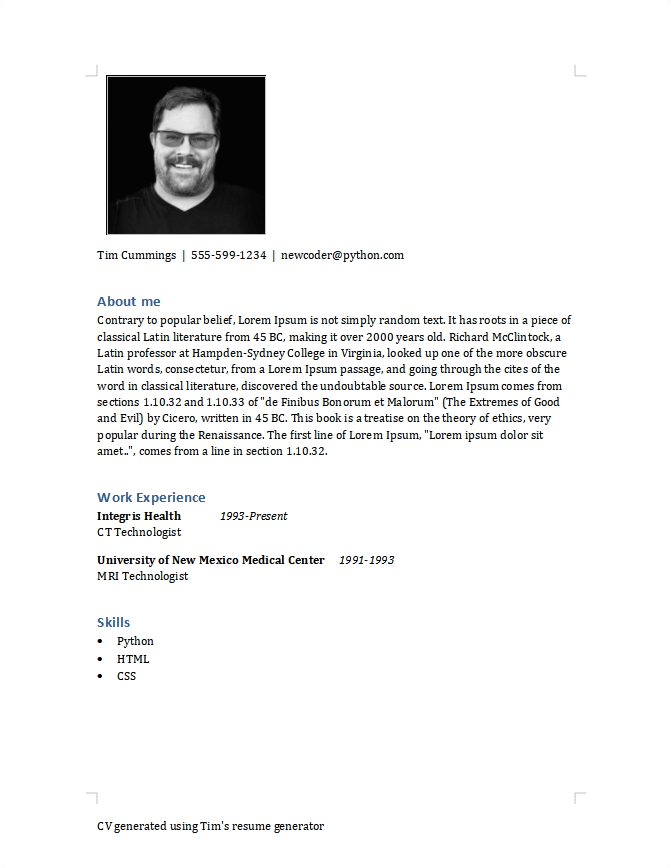 Tim Cummings | 555-599-1234 | newcoder@python.com
About me
Contrary to popular belief, Lorem Ipsum is not simply random text. It has roots in a piece of
classical Latin literature from 45 BC, making it over 2000 years old. Richard McClintock, a
Latin professor at Hampden-Sydney College in Virginia, looked up one of the more obscure
Latin words, consectetur, from a Lorem Ipsum passage, and going through the cites of the
word in classical literature, discovered the undoubtable source. Lorem Ipsum comes from
sections 1.10.32 and 1.10.33 of "de Finibus Bonorum et Malorum" (The Extremes of Good
and Evil) by Cicero, written in 45 BC. This book is a treatise on the theory of ethics, very
popular during the Renaissance. The first line of Lorem Ipsum, "Lorem ipsum dolor sit
amet..", comes from a line in section 1.10.32.
Work Experience
Integris Health 1993-Present
CT Technologist
University of New Mexico Medical Center 1991-1993
MRI Technologist
Skills
• Python
• HTML
• CSS
CV generated using Tim's resume generator